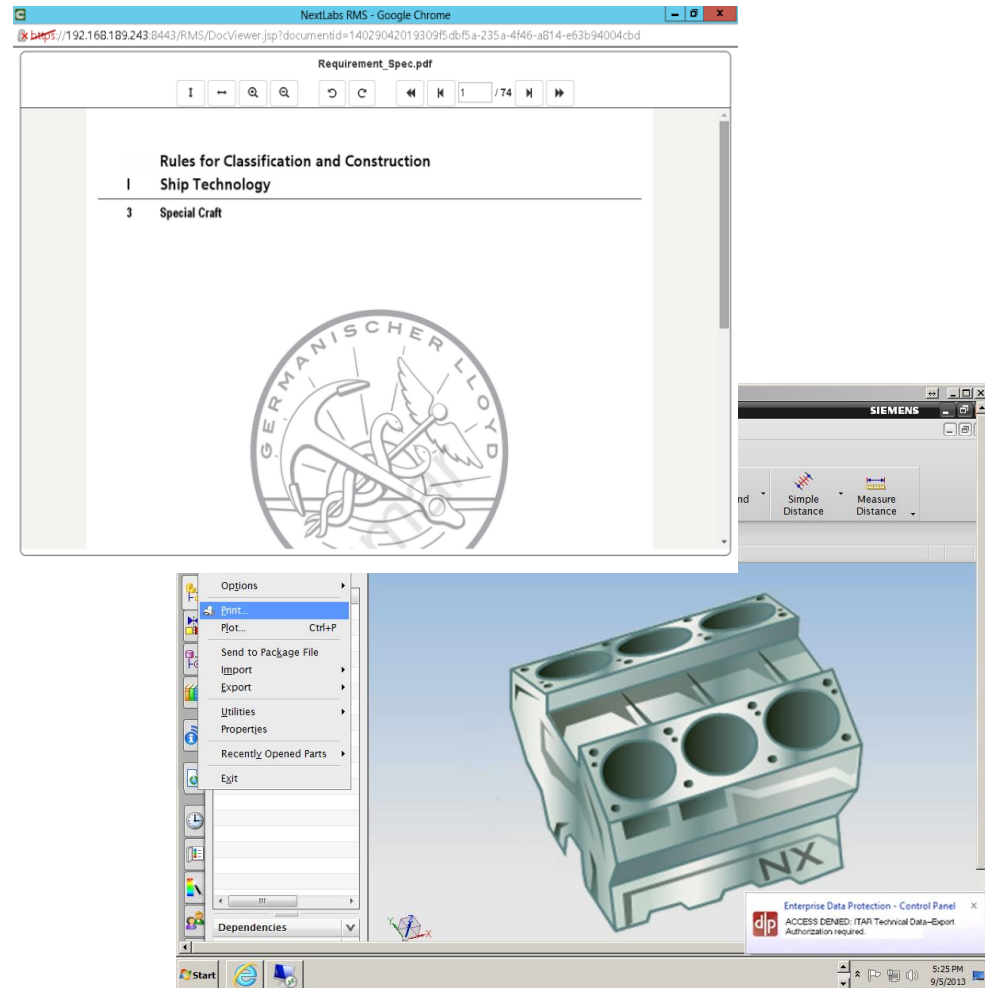 NextLabs RMS - Google Chrome
https://192.168.189.243:8443/RMS/DocViewer.jsp?documentid=14029042019309f5dbf5a-235a-4f46-a814-e63b94004cbd
Requirement_Spec.pdf
1 / 74
Rules for Classification and Construction
I Ship Technology
3 Special Craft
GERMANISCHER LLOYD
SIEMENS
nd
Simple Distance
Measure Distance
Options
Print...
Plot... Ctrl+P
Send to Package File
Import
Export
Utilities
Properties
Recently Opened Parts
Exit
NX
Dependencies
Y
X
Enterprise Data Protection - Control Panel X
dp
ACCESS DENIED: ITAR Technical Data–Export
Authorization required.
Start
5:25 PM
9/5/2013